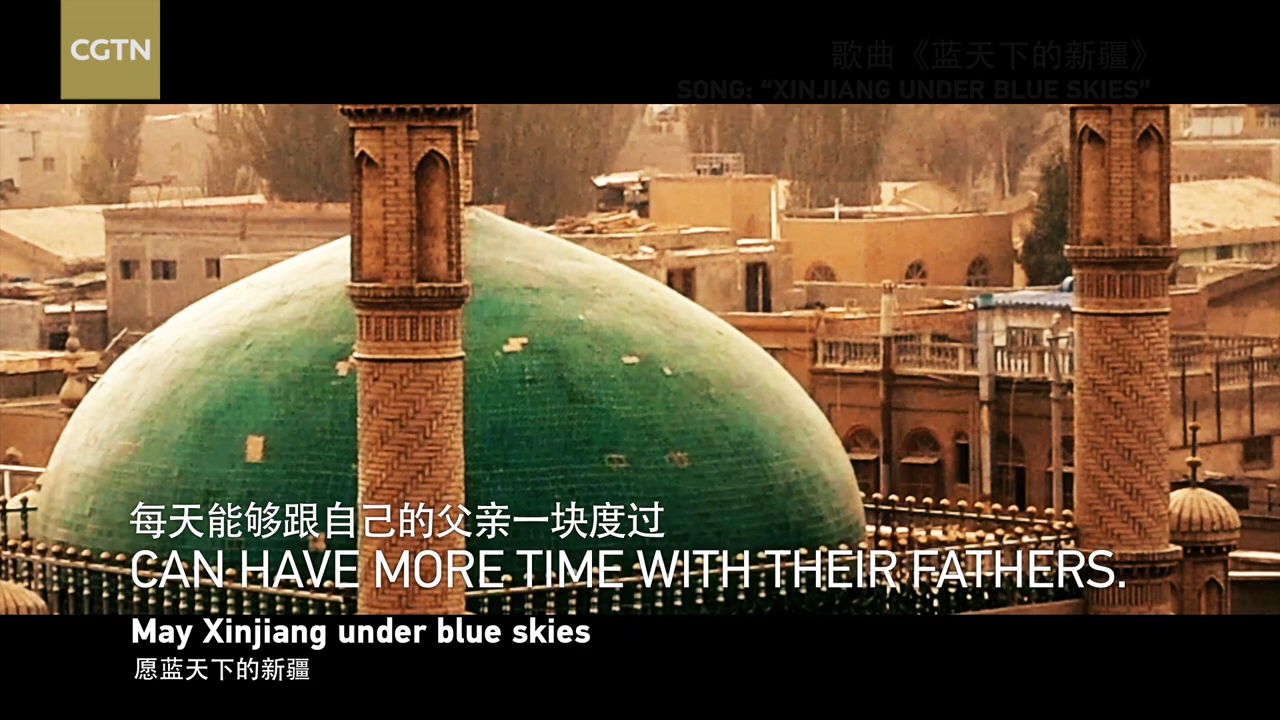 CGTN
歌曲《蓝天下的新疆》
SONG: “XINJIANG UNDER BLUE SKIES”
每天能够跟自己的父亲一块度过
CAN HAVE MORE TIME WITH THEIR FATHERS.
May Xinjiang under blue skies
愿蓝天下的新疆